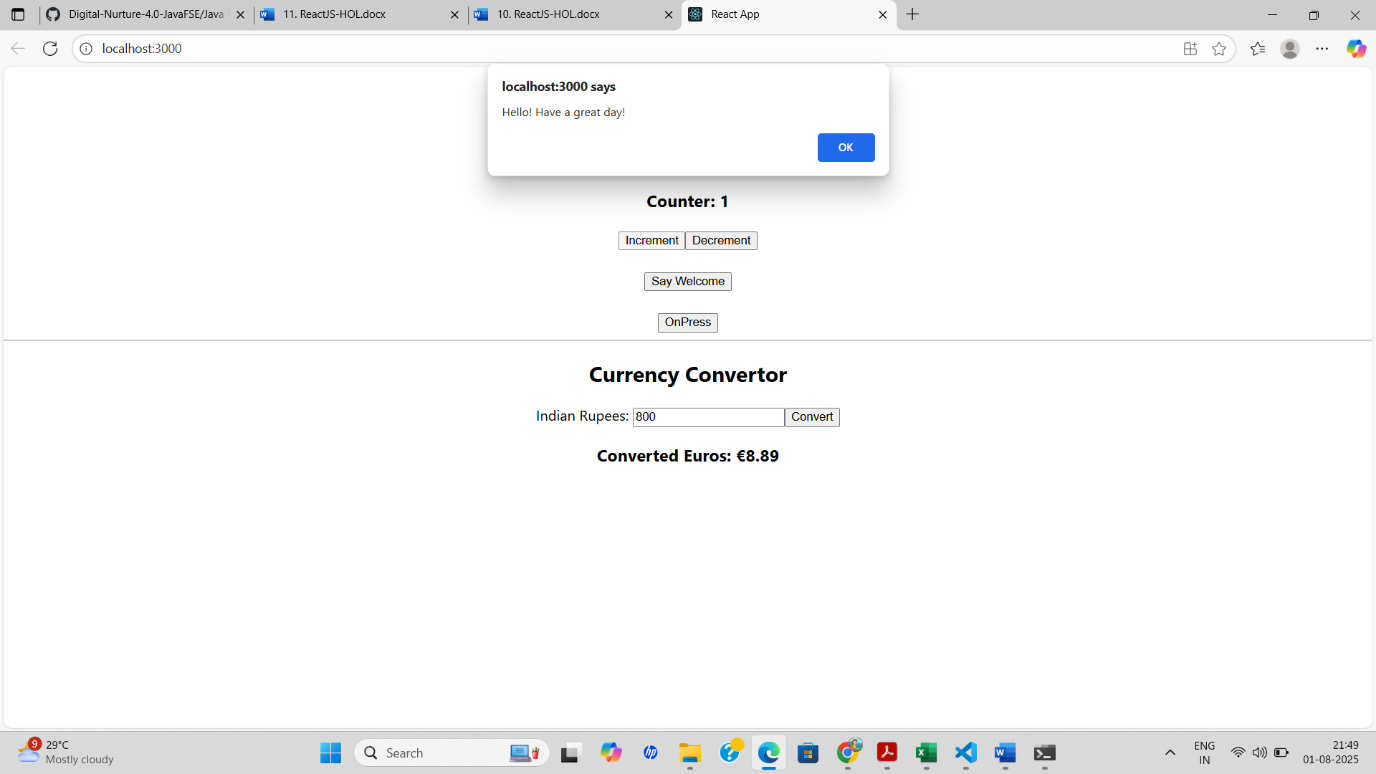 Digital-Nurture-4.0-JavaFSE/Java
11. ReactJS-HOL.docx
10. ReactJS-HOL.docx
React App
localhost:3000
localhost:3000 says
Hello! Have a great day!
OK
Counter: 1
Increment Decrement
Say Welcome
OnPress
Currency Convertor
Indian Rupees: 800 Convert
Converted Euros: €8.89
9 29°C
Mostly cloudy
Search
hp
ENG
IN
21:49
01-08-2025